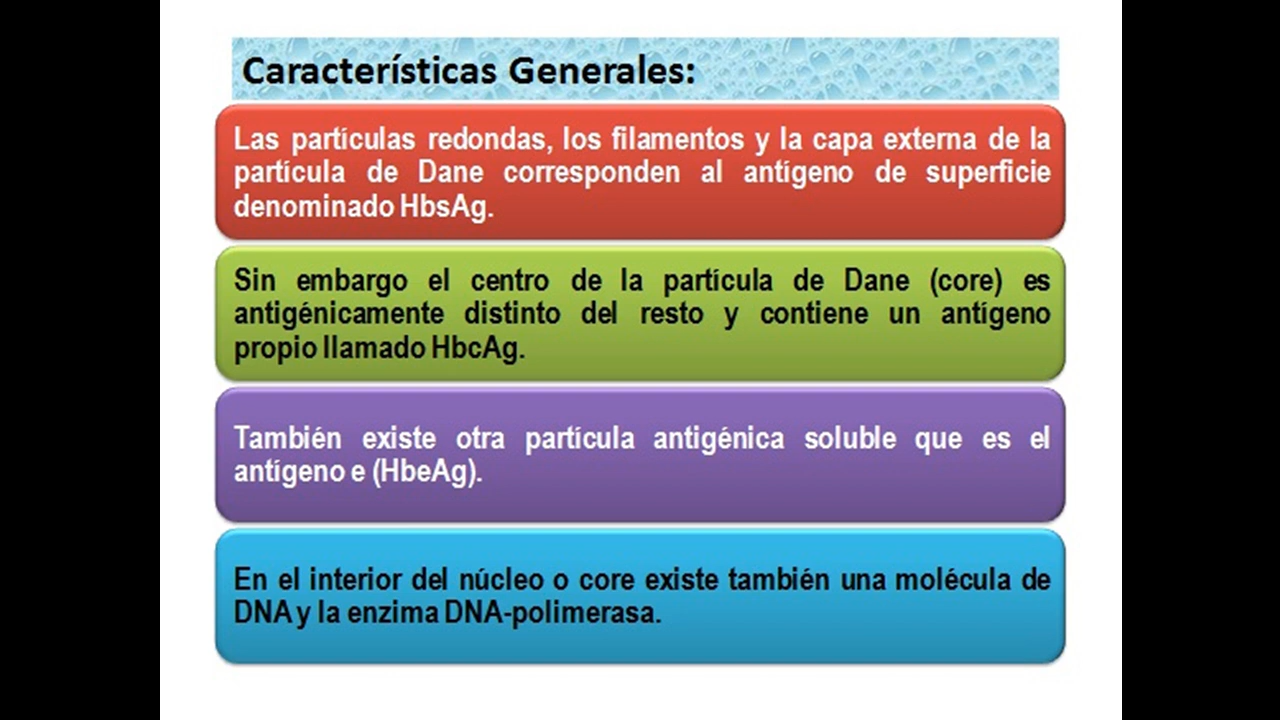 Características Generales:
Las partículas redondas, los filamentos y la capa externa de la
partícula de Dane corresponden al antígeno de superficie
denominado HbsAg.
Sin embargo el centro de la partícula de Dane (core) es
antigénicamente distinto del resto y contiene un antígeno
propio llamado HbcAg.
También existe otra partícula antigénica soluble que es el
antígeno e (HbeAg).
En el interior del núcleo o core existe también una molécula de
DNA y la enzima DNA-polimerasa.